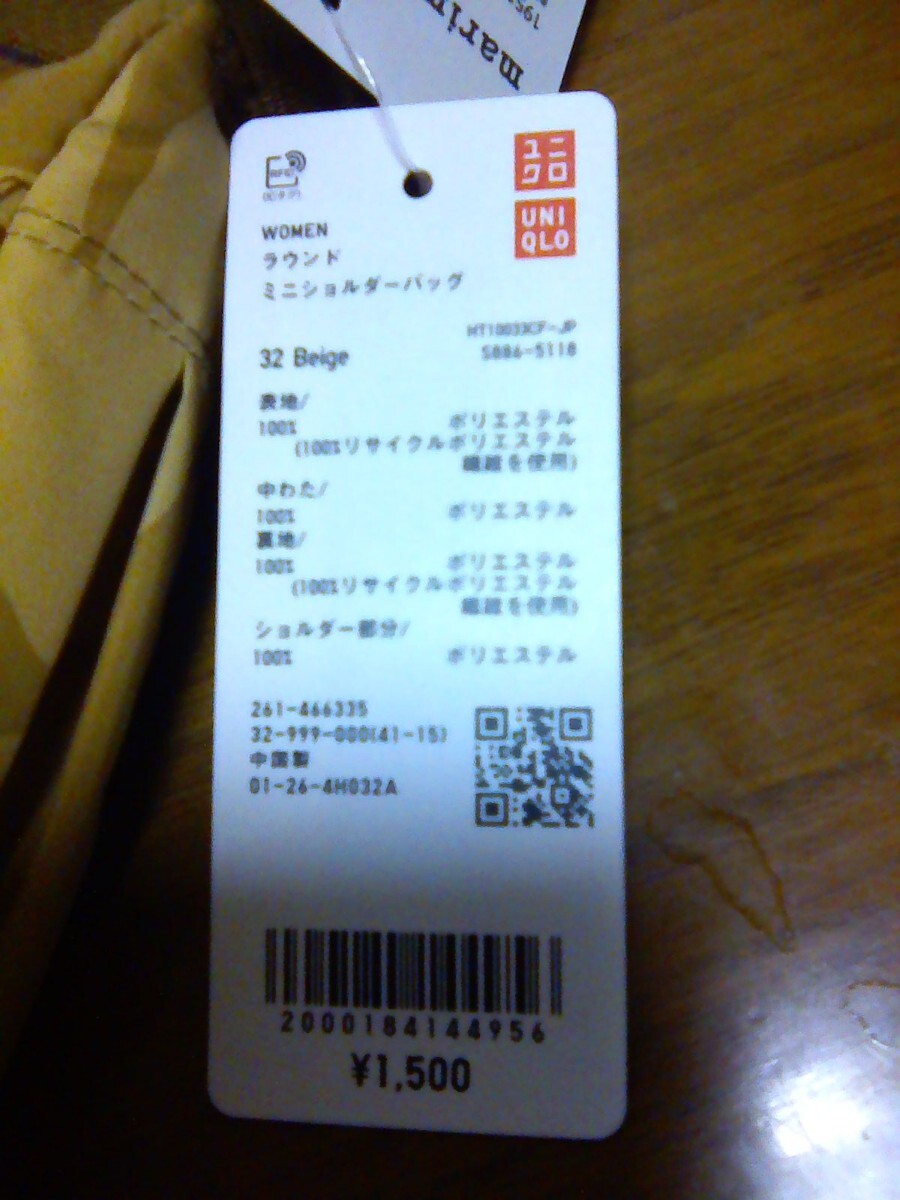 marim
195
RFID
ユニ
クロ
UNI
QLO
WOMEN
ラウンド
ミニショルダーバッグ
32 Beige
5886-5118
表地/
100% ポリエステル
(100%リサイクルポリエステル
繊維を使用)
中わた/
100% ポリエステル
裏地/
100% ポリエステル
(100%リサイクルポリエステル
繊維を使用)
ショルダー部分/
100% ポリエステル
261-466335
32-999-000(41-15)
中国製
01-26-4H032A
2000184144956
¥1,500